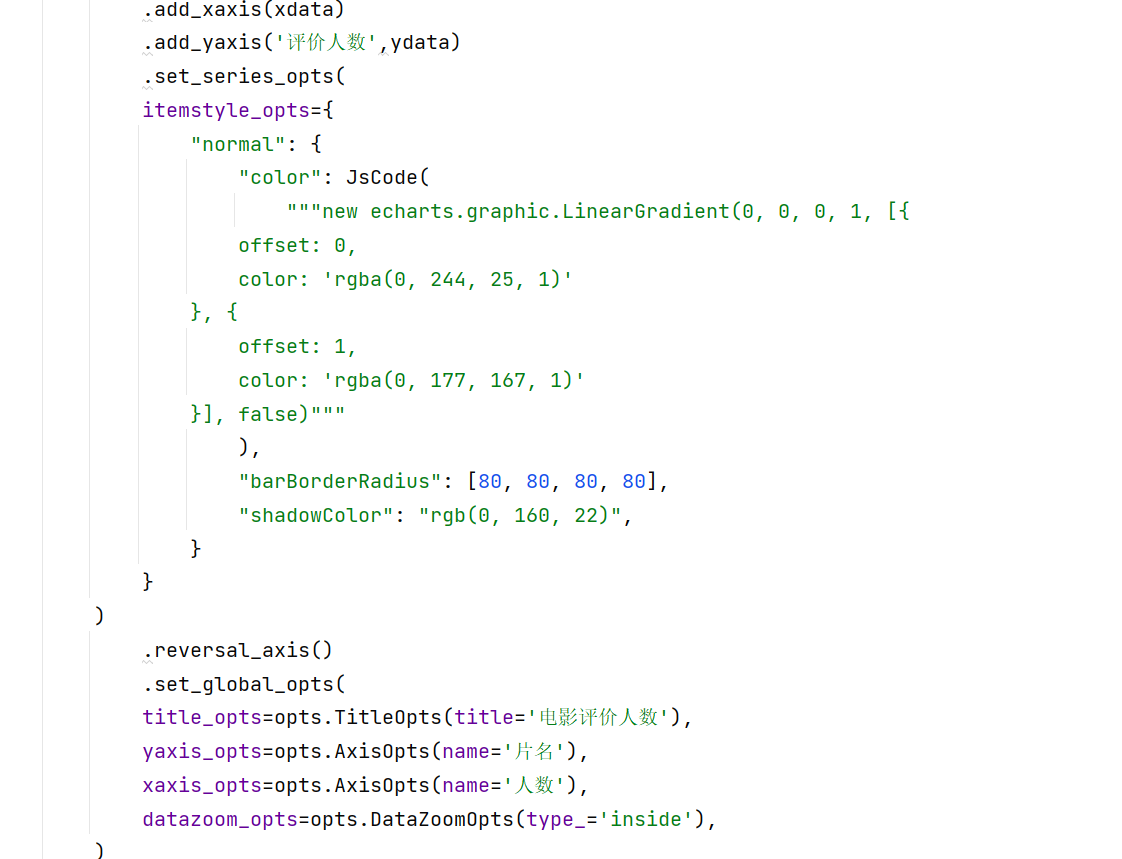 .add_xaxis(xdata)
.add_yaxis('评价人数',ydata)
.set_series_opts(
itemstyle_opts={
"normal": {
"color": JsCode(
"""new echarts.graphic.LinearGradient(0, 0, 0, 1, [{
offset: 0,
color: 'rgba(0, 244, 25, 1)'
}, {
offset: 1,
color: 'rgba(0, 177, 167, 1)'
}], false)"""
),
"barBorderRadius": [80, 80, 80, 80],
"shadowColor": "rgb(0, 160, 22)",
}
}
)
.reversal_axis()
.set_global_opts(
title_opts=opts.TitleOpts(title='电影评价人数'),
yaxis_opts=opts.AxisOpts(name='片名'),
xaxis_opts=opts.AxisOpts(name='人数'),
datazoom_opts=opts.DataZoomOpts(type_='inside'),
)